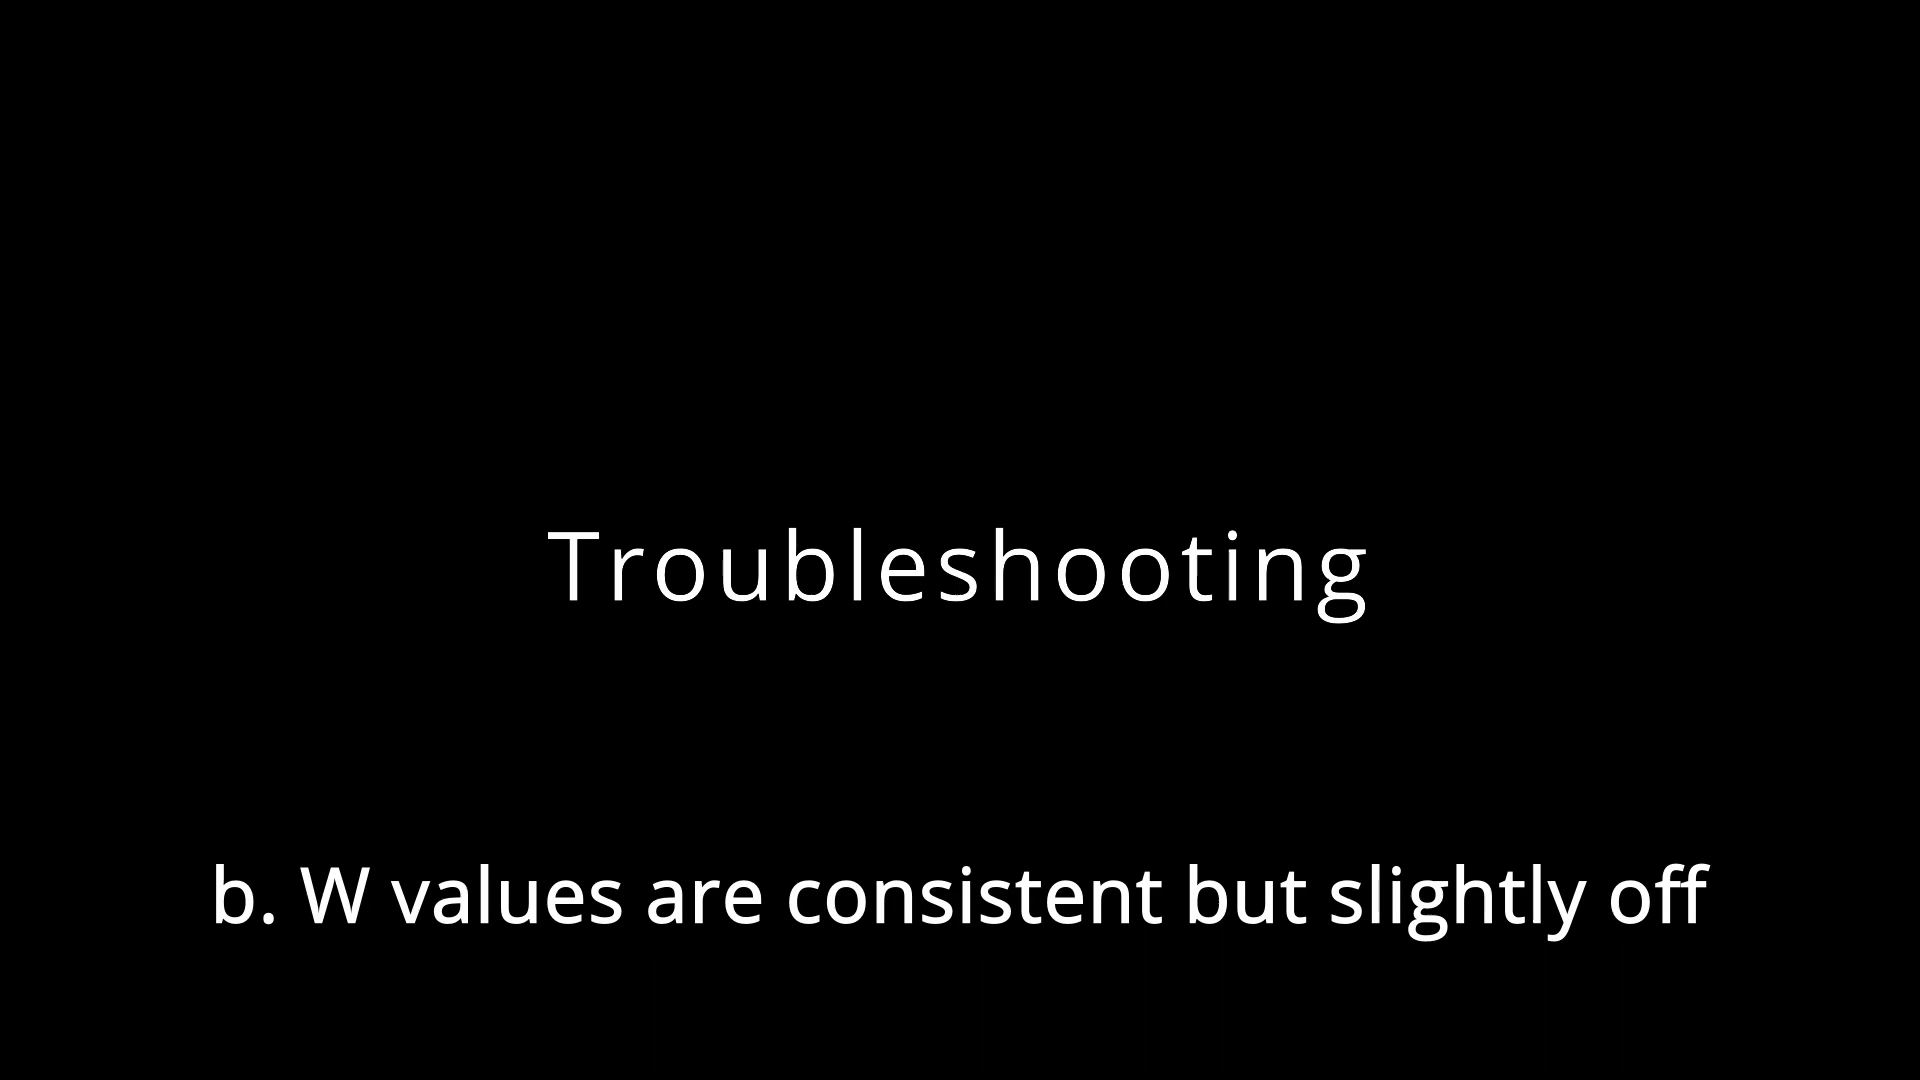 Troubleshooting
b. W values are consistent but slightly off